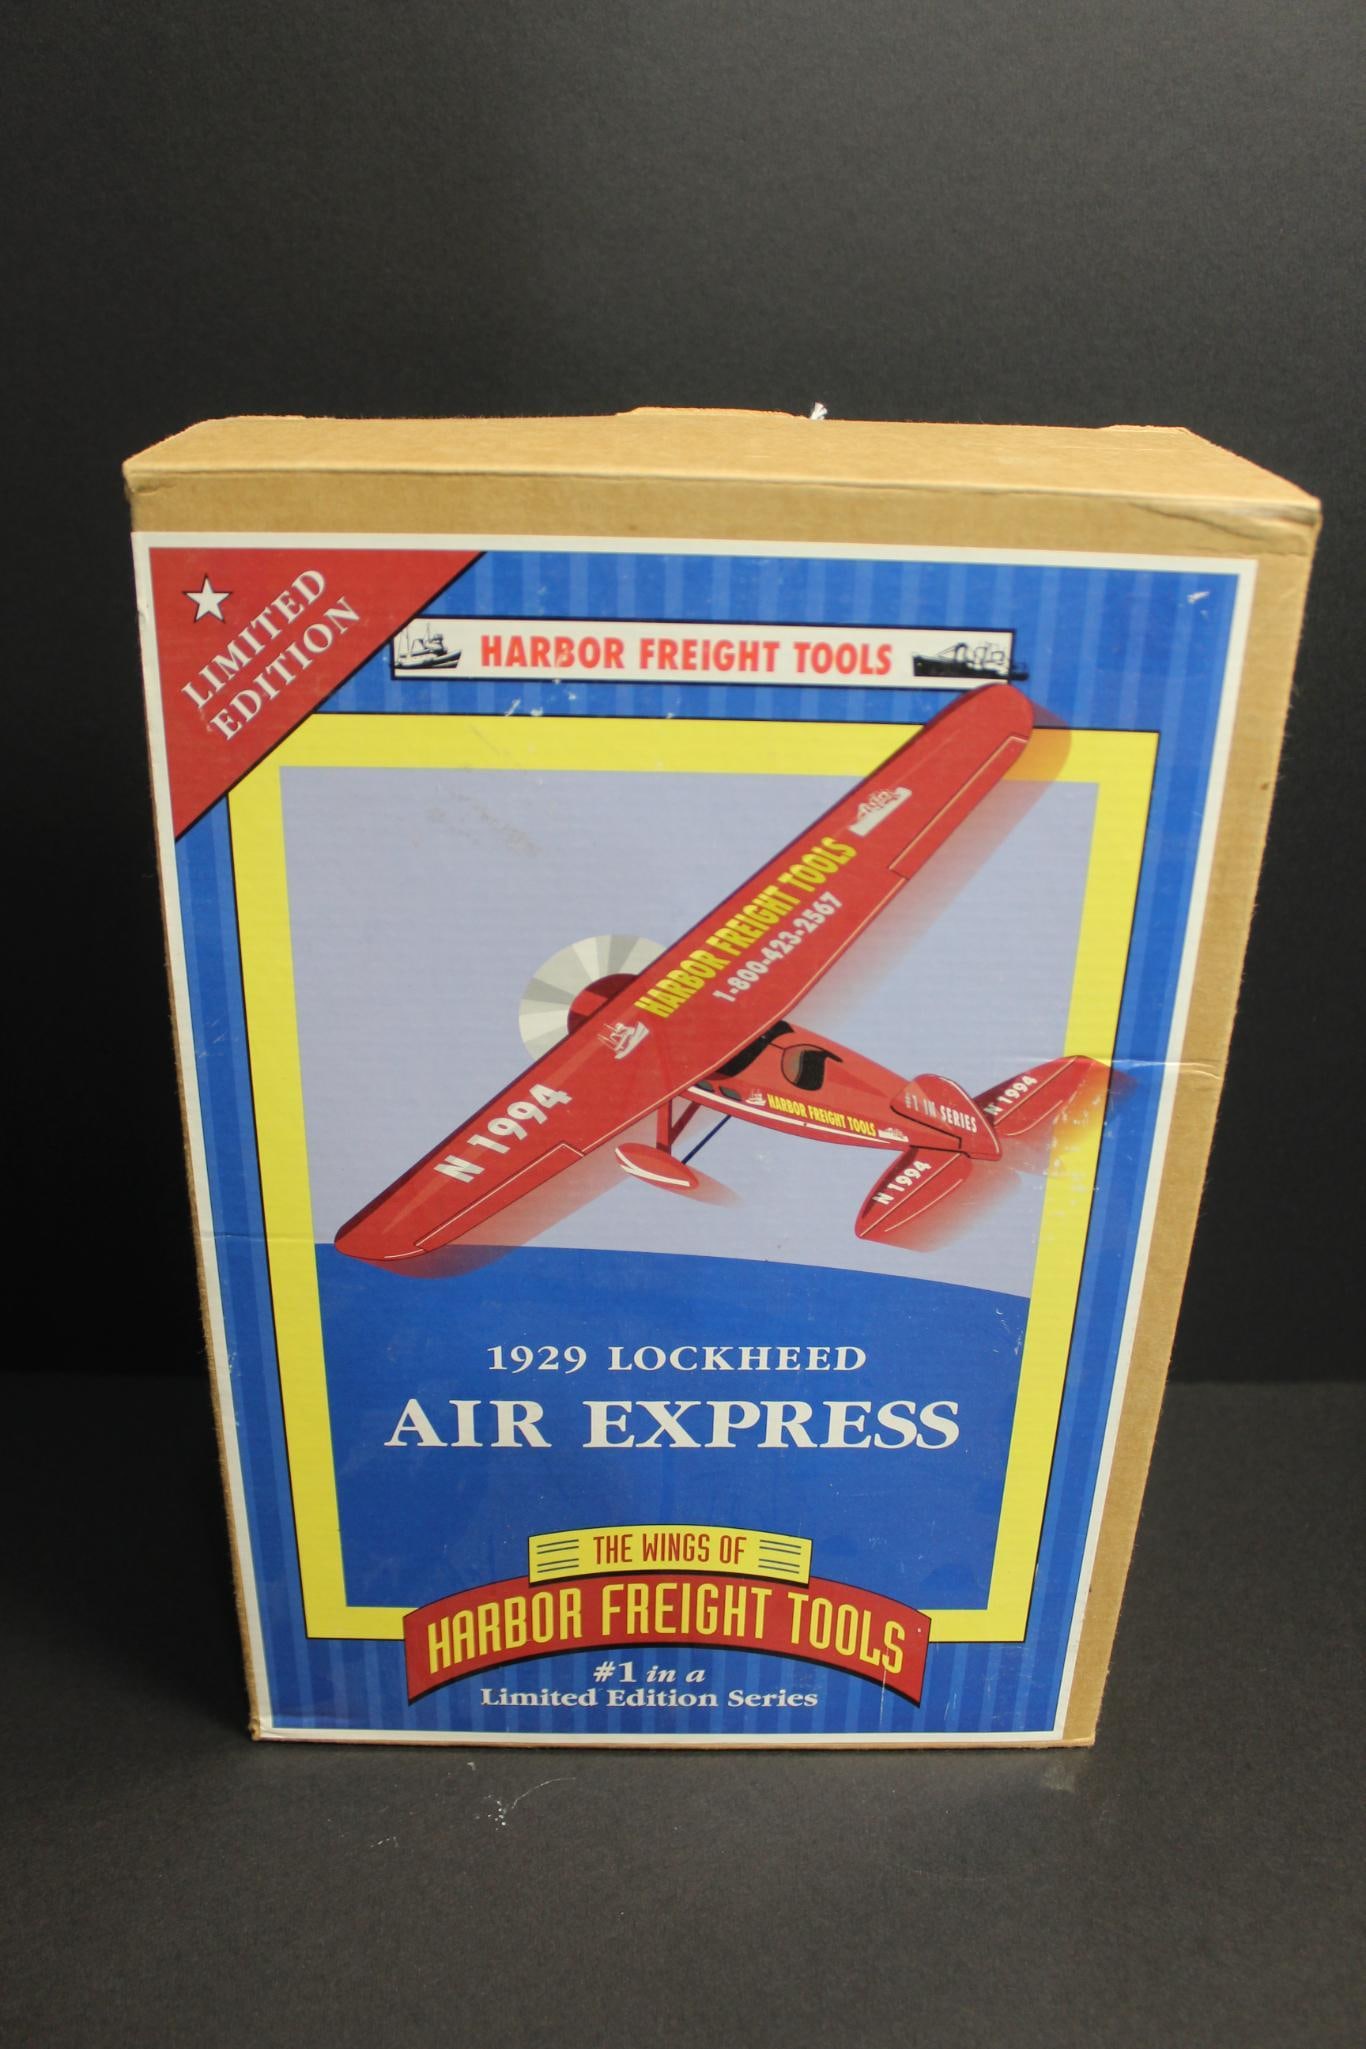 LIMITED
EDITION
HARBOR FREIGHT TOOLS
HARBOR FREIGHT TOOLS
1-800-423-2567
N 1994
HARBOR FREIGHT TOOLS
#1 IN SERIES
N 1994
N 1994
1929 LOCKHEED
AIR EXPRESS
THE WINGS OF
HARBOR FREIGHT TOOLS
#1 in a
Limited Edition Series